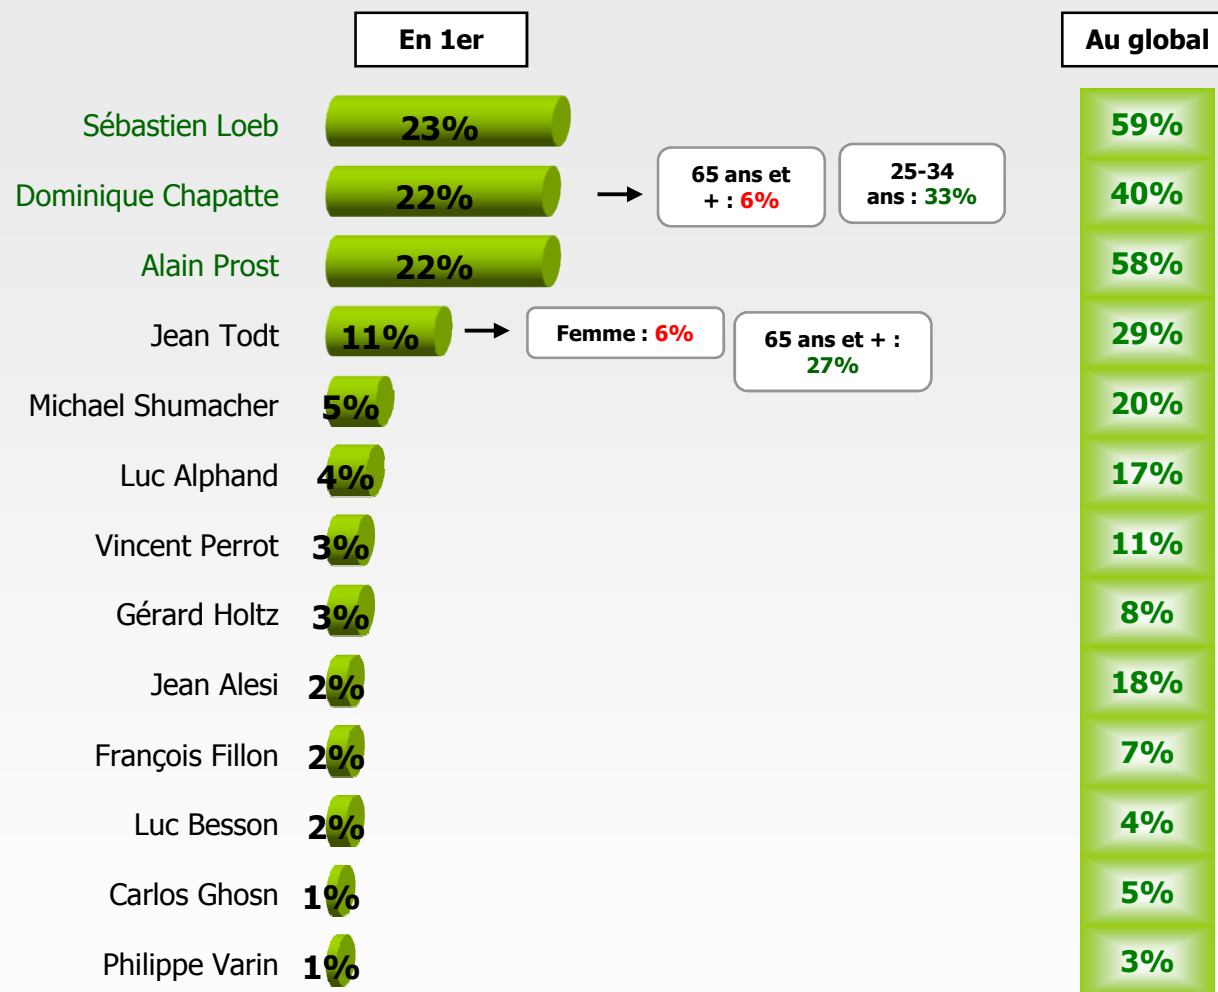 En 1er
Au global
Sébastien Loeb 23% 59%
Dominique Chapatte 22% 65 ans et + : 6% 25-34 ans : 33% 40%
Alain Prost 22% 58%
Jean Todt 11% Femme : 6% 65 ans et + : 27% 29%
Michael Shumacher 5% 20%
Luc Alphand 4% 17%
Vincent Perrot 3% 11%
Gérard Holtz 3% 8%
Jean Alesi 2% 18%
François Fillon 2% 7%
Luc Besson 2% 4%
Carlos Ghosn 1% 5%
Philippe Varin 1% 3%